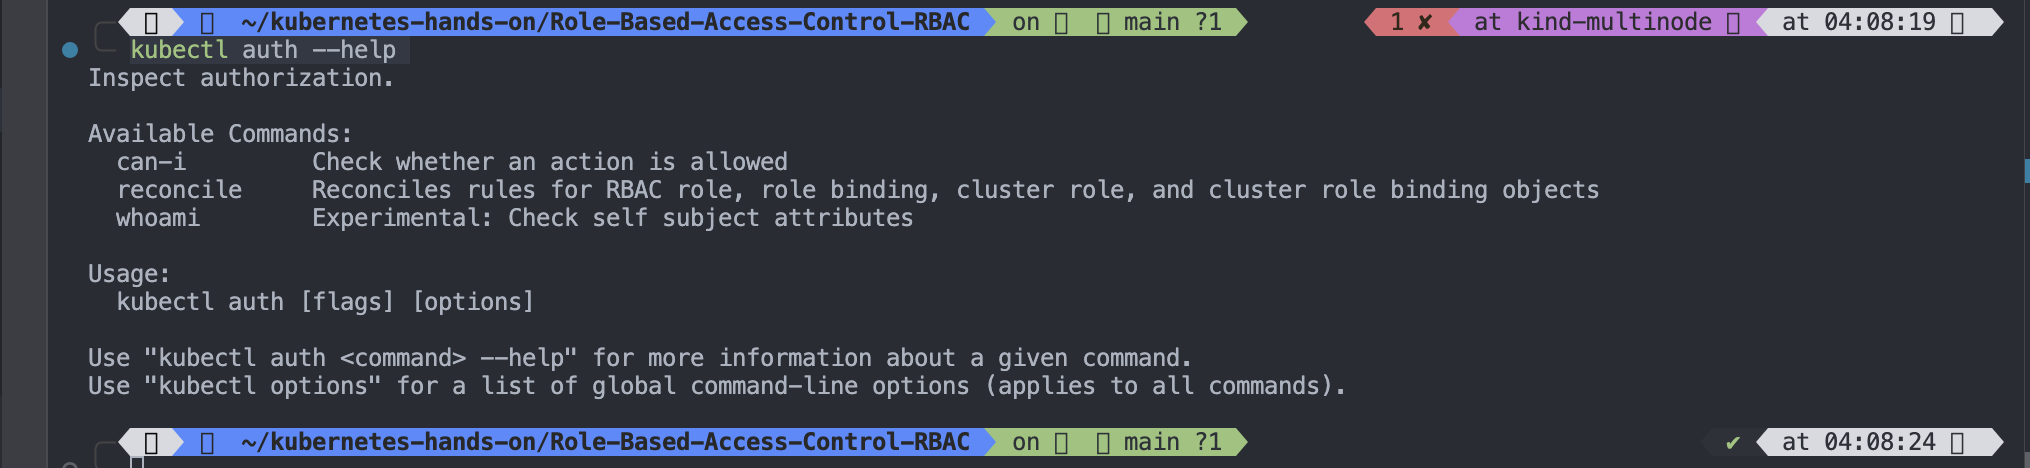 ~/kubernetes-hands-on/Role-Based-Access-Control-RBAC on main ?1 1 ✘ at kind-multinode at 04:08:19
kubectl auth --help
Inspect authorization.
Available Commands:
can-i Check whether an action is allowed
reconcile Reconciles rules for RBAC role, role binding, cluster role, and cluster role binding objects
whoami Experimental: Check self subject attributes
Usage:
kubectl auth [flags] [options]
Use "kubectl auth <command> --help" for more information about a given command.
Use "kubectl options" for a list of global command-line options (applies to all commands).
~/kubernetes-hands-on/Role-Based-Access-Control-RBAC on main ?1 ✔ at 04:08:24